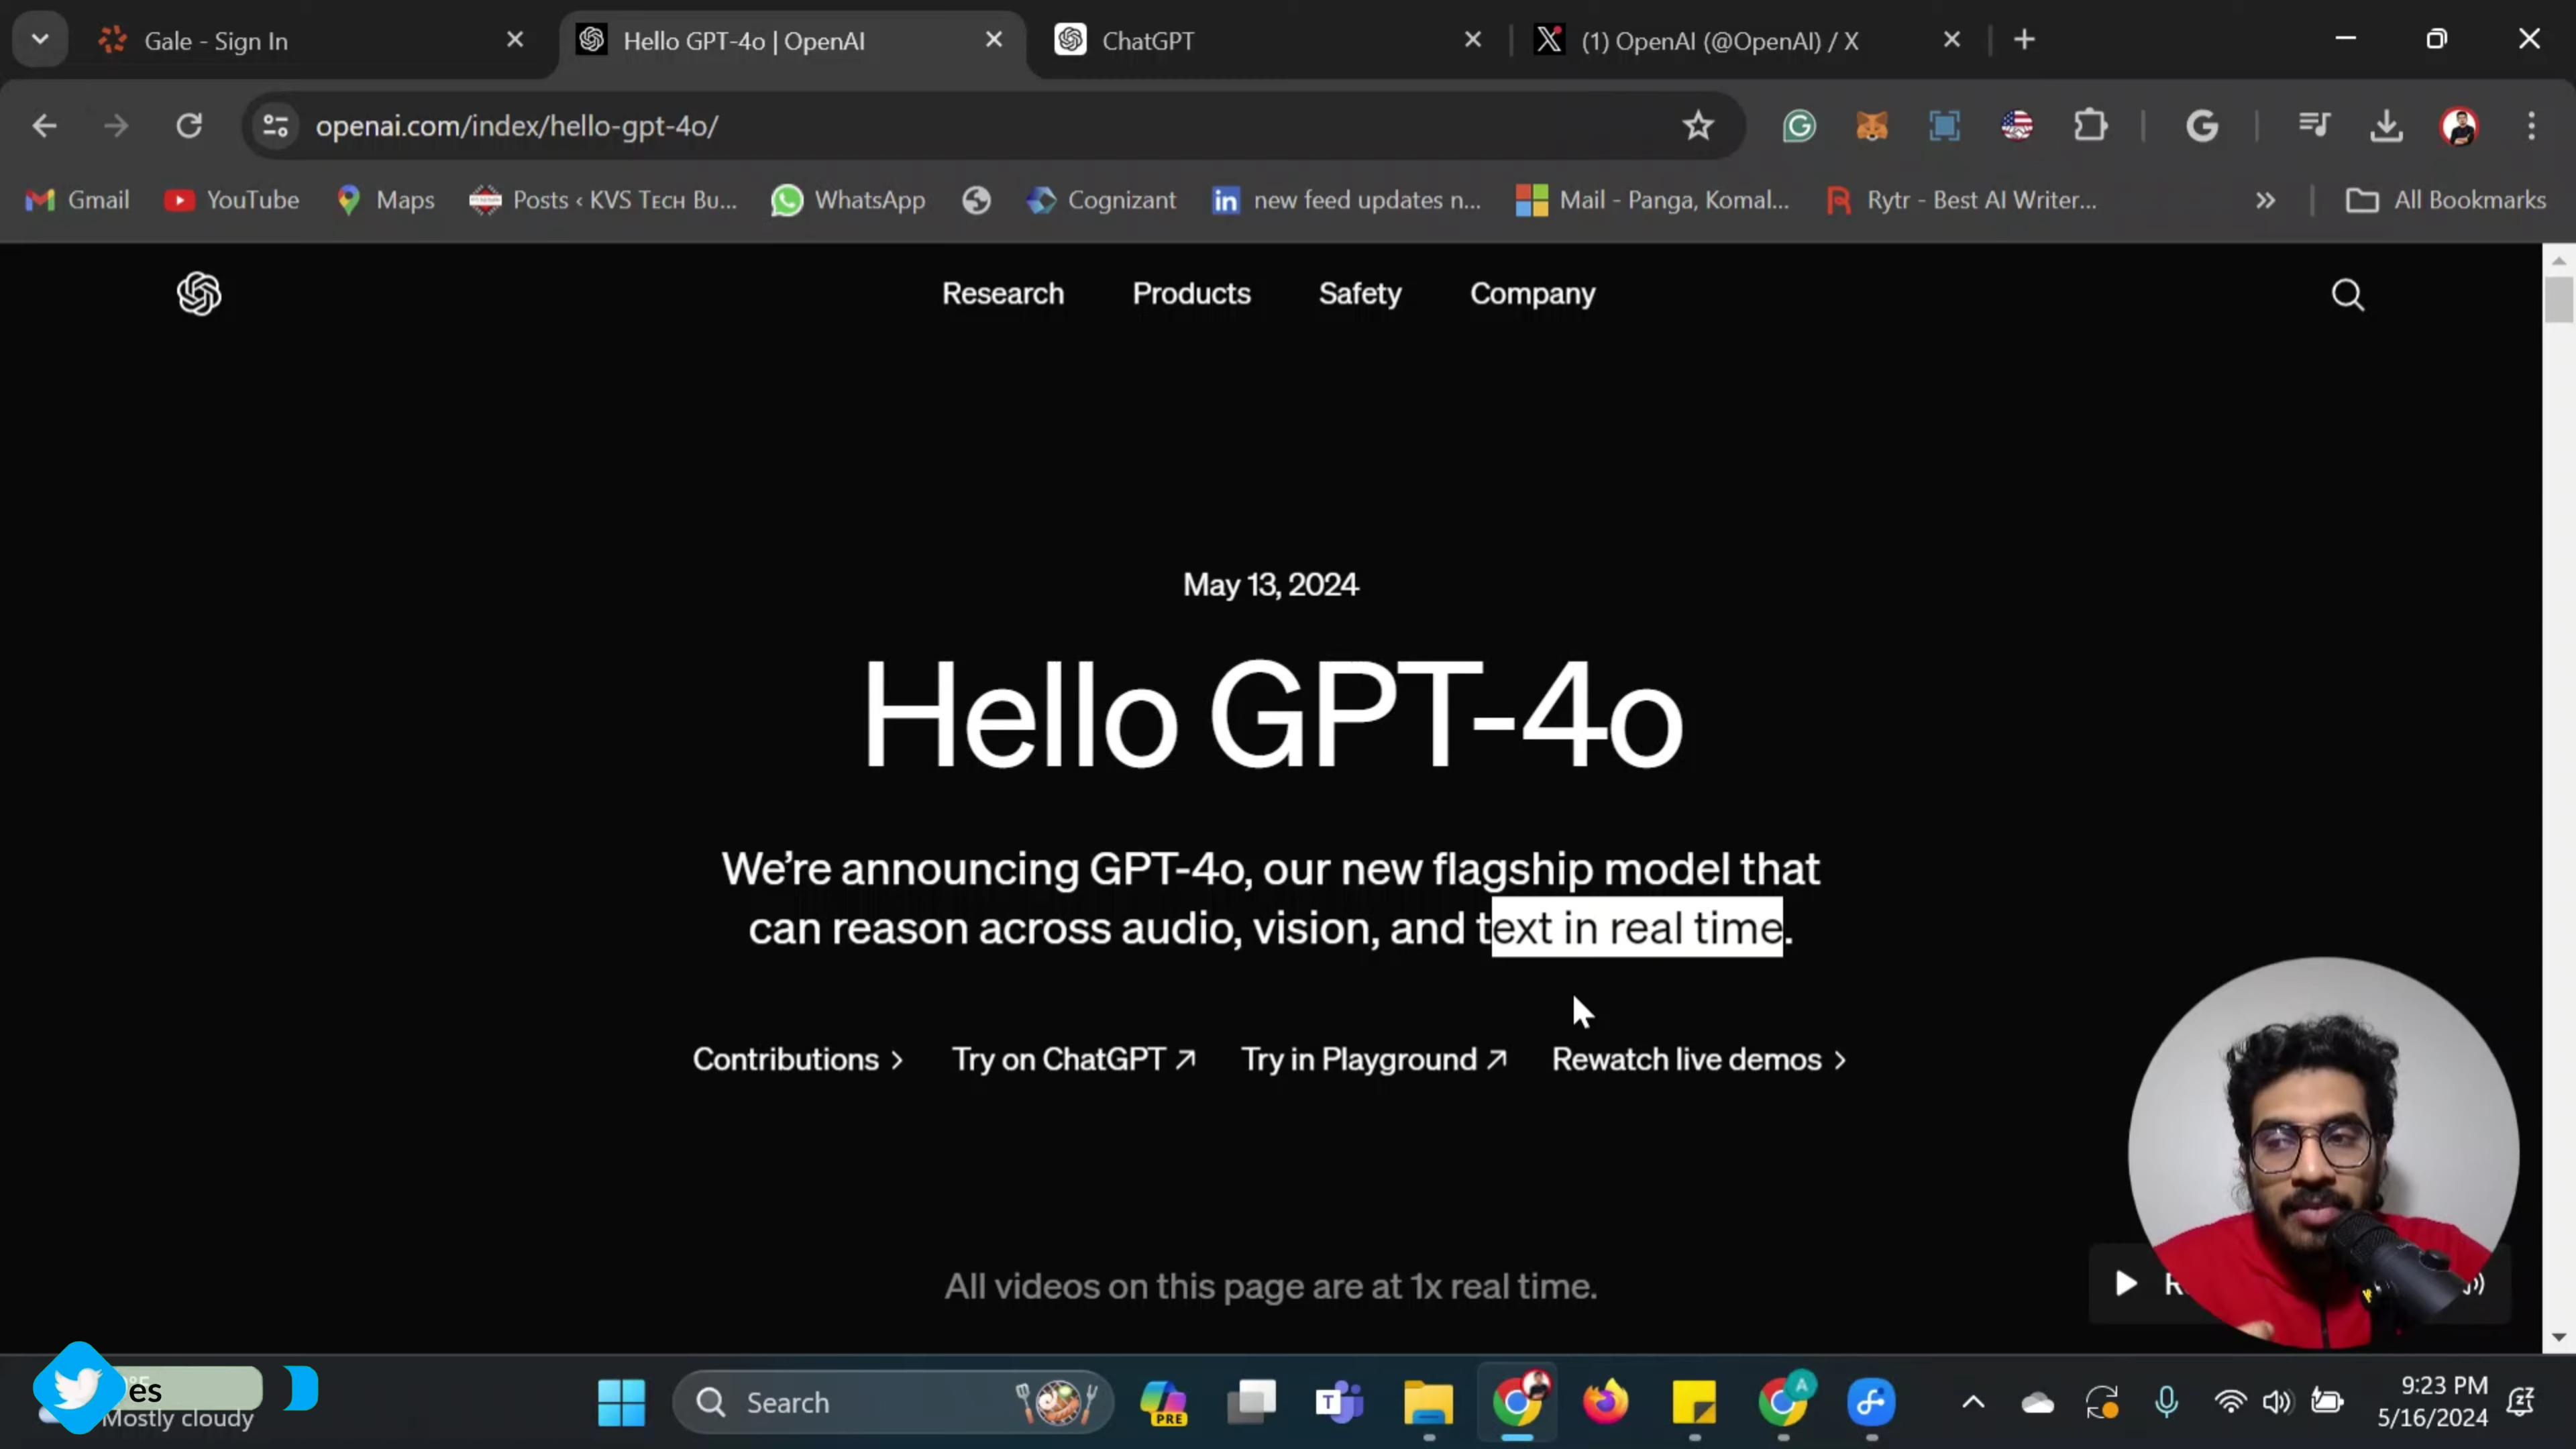 Gale - Sign In
Hello GPT-4o | OpenAI
ChatGPT
(1) OpenAI (@OpenAI) / X
openai.com/index/hello-gpt-4o/
Gmail
YouTube
Maps
Posts ‹ KVS Tech Bu...
WhatsApp
Cognizant
new feed updates n...
Mail - Panga, Komal...
Rytr - Best AI Writer...
All Bookmarks
Research
Products
Safety
Company
May 13, 2024
Hello GPT-4o
We’re announcing GPT-4o, our new flagship model that
can reason across audio, vision, and text in real time.
Contributions
Try on ChatGPT
Try in Playground
Rewatch live demos
All videos on this page are at 1x real time.
es
Mostly cloudy
Search
PRE
9:23 PM
5/16/2024